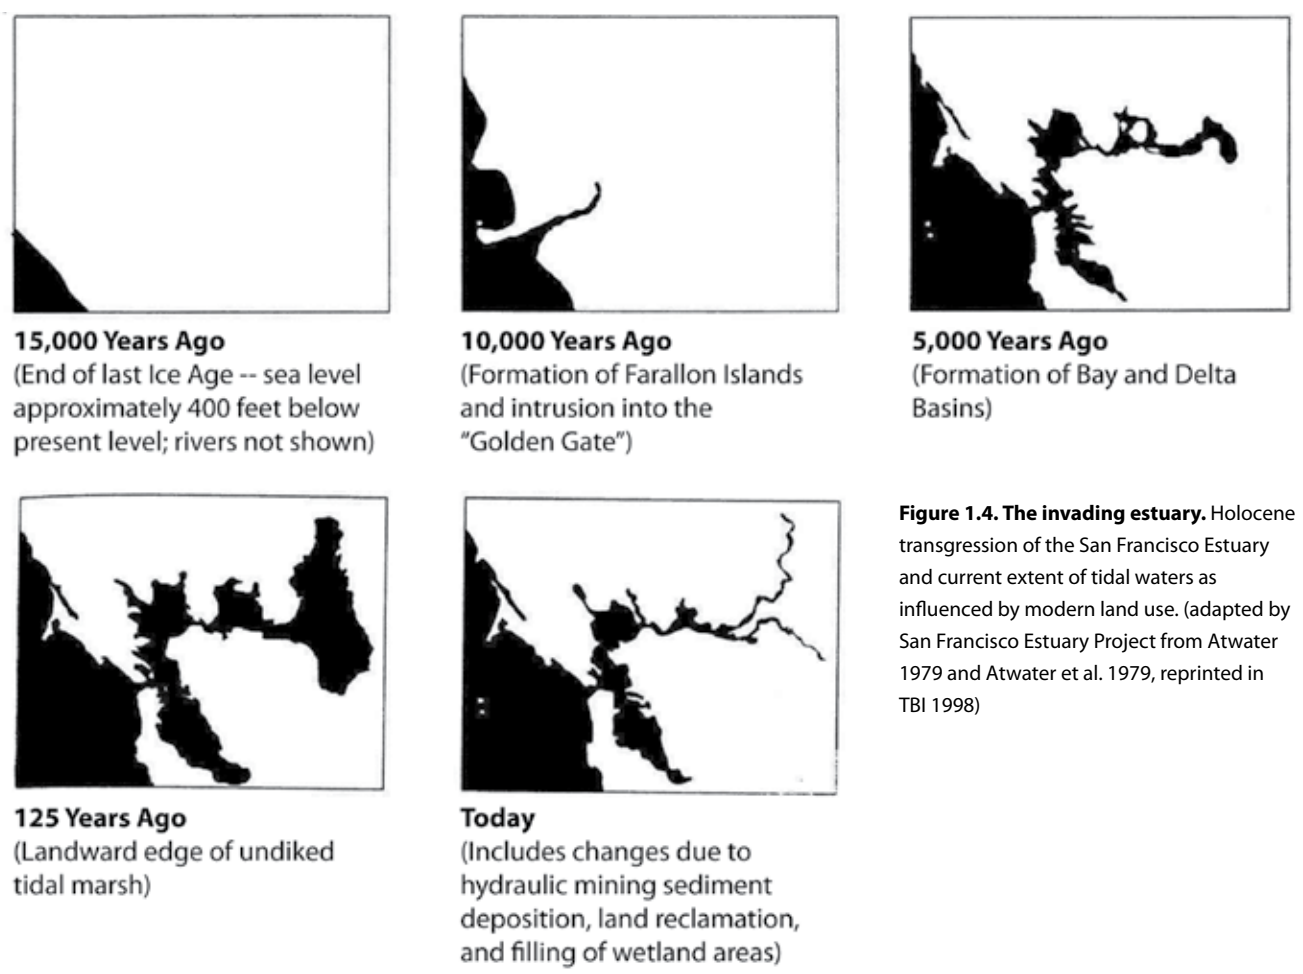 15,000 Years Ago
(End of last Ice Age -- sea level
approximately 400 feet below
present level; rivers not shown)
10,000 Years Ago
(Formation of Farallon Islands
and intrusion into the
“Golden Gate”)
5,000 Years Ago
(Formation of Bay and Delta
Basins)
125 Years Ago
(Landward edge of undiked
tidal marsh)
Today
(Includes changes due to
hydraulic mining sediment
deposition, land reclamation,
and filling of wetland areas)
Figure 1.4. The invading estuary. Holocene
transgression of the San Francisco Estuary
and current extent of tidal waters as
influenced by modern land use. (adapted by
San Francisco Estuary Project from Atwater
1979 and Atwater et al. 1979, reprinted in
TBI 1998)